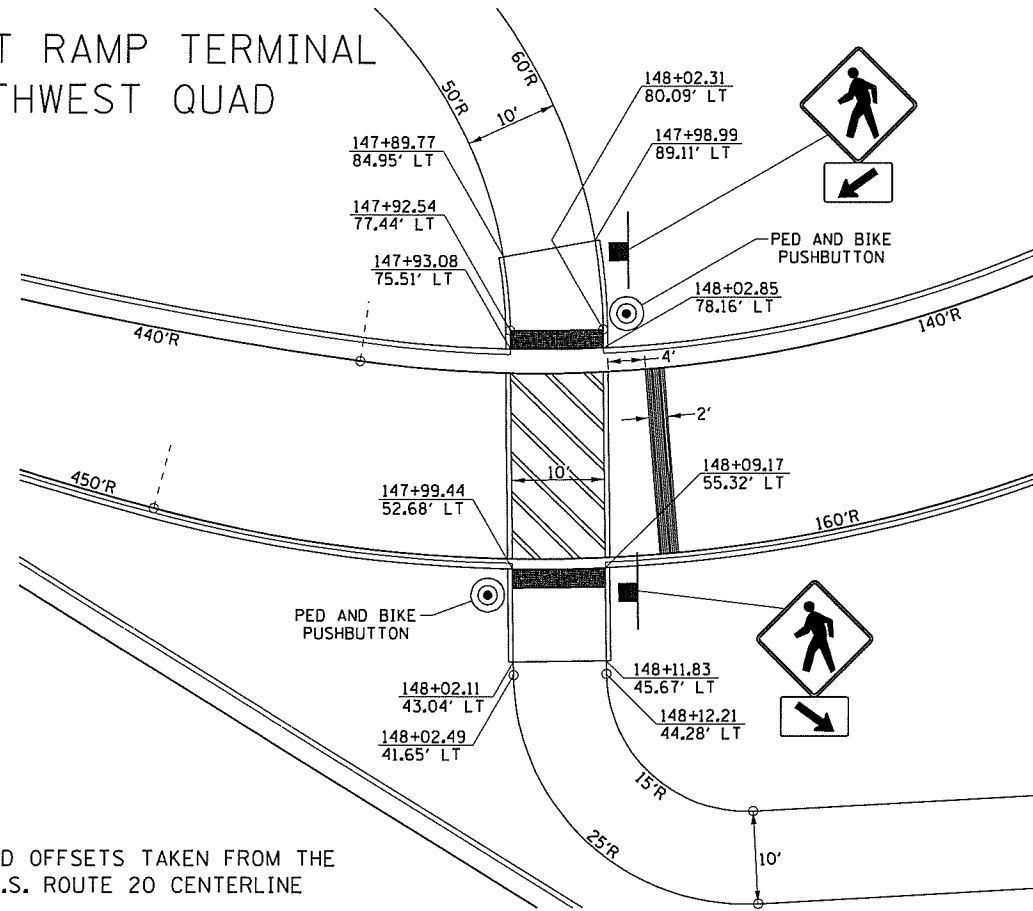 T RAMP TERMINAL
THWEST QUAD
50'R
60'R
10'
148+02.31
80.09' LT
147+98.99
89.11' LT
147+89.77
84.95' LT
147+92.54
77.44' LT
147+93.08
75.51' LT
PED AND BIKE
PUSHBUTTON
148+02.85
78.16' LT
440'R
140'R
4'
2'
450'R
10'
148+09.17
55.32' LT
147+99.44
52.68' LT
160'R
PED AND BIKE
PUSHBUTTON
148+02.11
43.04' LT
148+11.83
45.67' LT
148+02.49
41.65' LT
148+12.21
44.28' LT
15'R
25'R
10'
D OFFSETS TAKEN FROM THE
.S. ROUTE 20 CENTERLINE